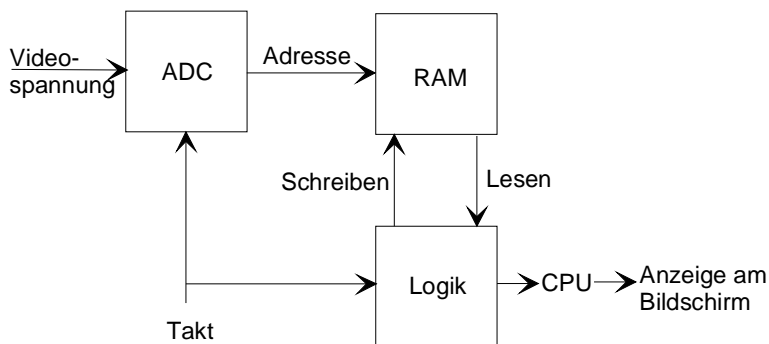 Video-
spannung
ADC
Adresse
RAM
Schreiben
Lesen
Logik
CPU
Anzeige am
Bildschirm
Takt